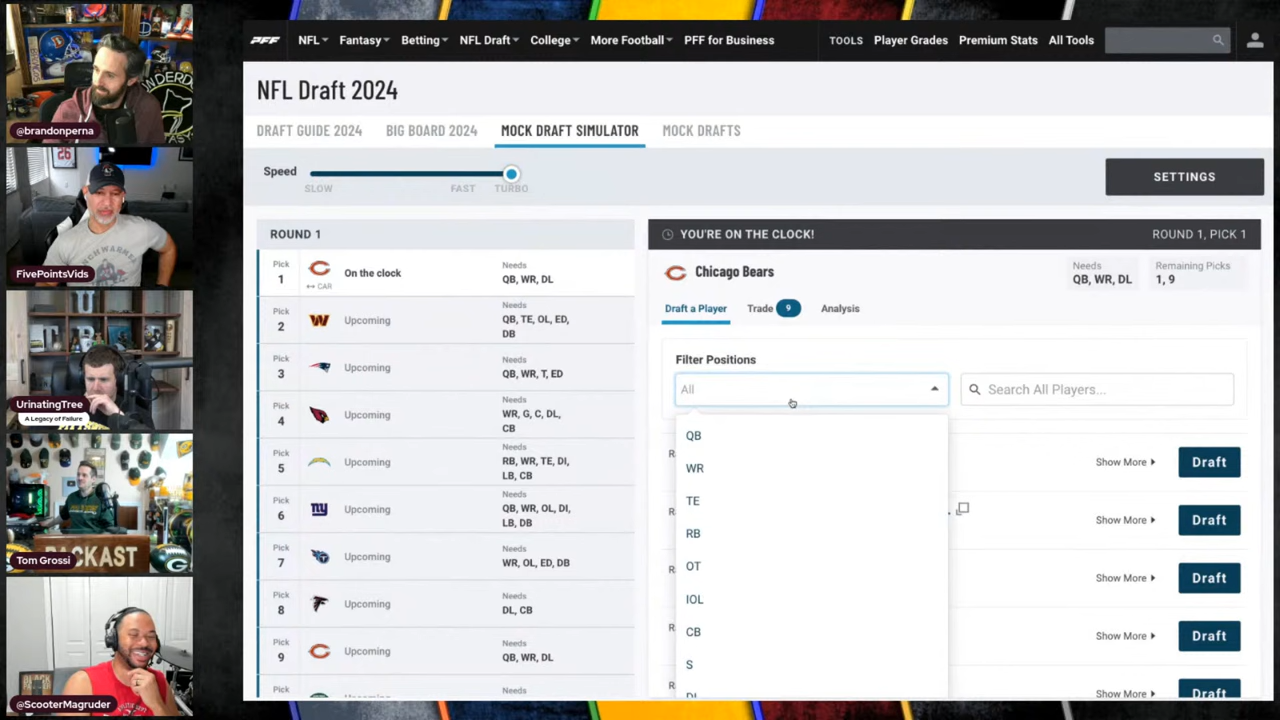 @brandonperna
FivePointsVids
UrinatingTree
A Legacy of Failure
Tom Grossi
PACKAST
@ScooterMagruder
PFF
NFL
Fantasy
Betting
NFL Draft
College
More Football
PFF for Business
TOOLS
Player Grades
Premium Stats
All Tools
NFL Draft 2024
DRAFT GUIDE 2024
BIG BOARD 2024
MOCK DRAFT SIMULATOR
MOCK DRAFTS
Speed
SLOW
FAST
TURBO
SETTINGS
ROUND 1
Pick
1
CAR
On the clock
Needs
QB, WR, DL
Pick
2
Upcoming
Needs
QB, TE, OL, ED,
DB
Pick
3
Upcoming
Needs
QB, WR, T, ED
Pick
4
Upcoming
Needs
WR, G, C, DL,
CB
Pick
5
Upcoming
Needs
RB, WR, TE, DI,
LB, CB
Pick
6
ny
Upcoming
Needs
QB, WR, OL, DI,
LB, DB
Pick
7
Upcoming
Needs
WR, OL, ED, DB
Pick
8
Upcoming
Needs
DL, CB
Pick
9
Upcoming
Needs
QB, WR, DL
Pick
Upcoming
Needs
YOU'RE ON THE CLOCK!
ROUND 1, PICK 1
Chicago Bears
Needs
QB, WR, DL
Remaining Picks
1, 9
Draft a Player
Trade
9
Analysis
Filter Positions
All
Search All Players...
QB
WR
TE
RB
OT
IOL
CB
S
DI
Show More
Draft
Show More
Draft
Show More
Draft
Show More
Draft
Show More
Draft